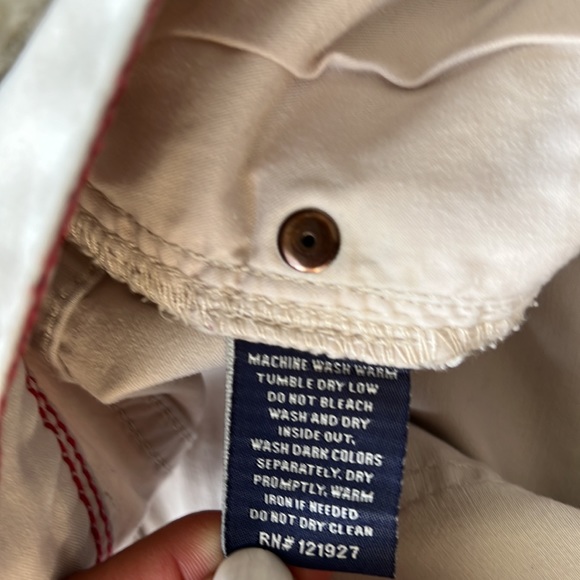 MACHINE WASH WARM
TUMBLE DRY LOW
DO NOT BLEACH
WASH AND DRY
INSIDE OUT.
WASH DARK COLORS
SEPARATELY. DRY
PROMPTLY. WARM
IRON IF NEEDED
DO NOT DRY CLEAN
RN# 121927